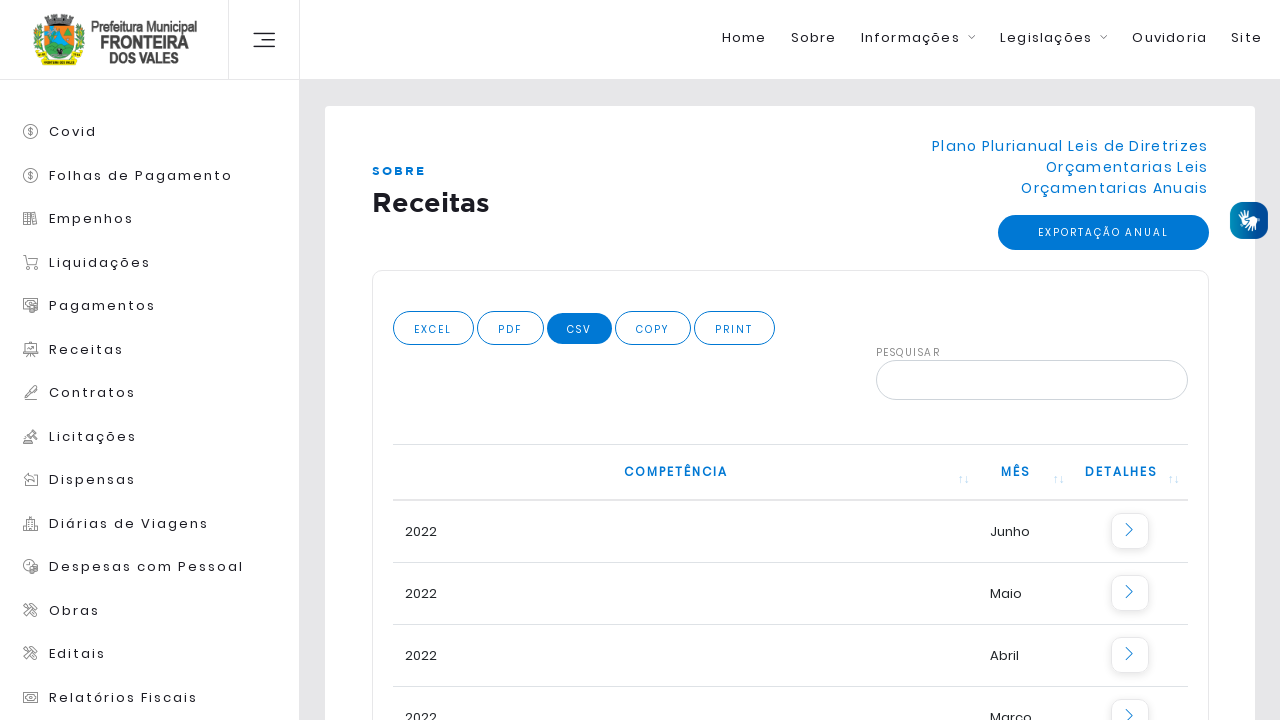 Prefeitura Municipal
FRONTEIRA
DOS VALES
Home Sobre Informações Legislações Ouvidoria Site
Covid
Folhas de Pagamento
Empenhos
Liquidações
Pagamentos
Receitas
Contratos
Licitações
Dispensas
Diárias de Viagens
Despesas com Pessoal
Obras
Editais
Relatórios Fiscais
SOBRE
Receitas
Plano Plurianual Leis de Diretrizes
Orçamentarias Leis
Orçamentarias Anuais
EXPORTAÇÃO ANUAL
EXCEL PDF CSV COPY PRINT
PESQUISAR
COMPETÊNCIA MÊS DETALHES
2022 Junho
2022 Maio
2022 Abril
2022 Março